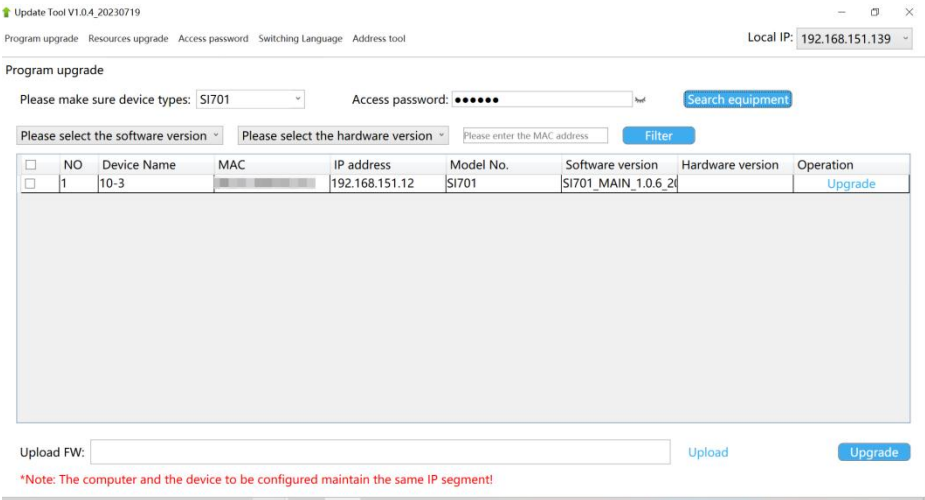 Update Tool V1.0.4_20230719
Program upgrade Resources upgrade Access password Switching Language Address tool Local IP: 192.168.151.139
Program upgrade
Please make sure device types: SI701 Access password: ●●●●●● Search equipment
Please select the software version Please select the hardware version Please enter the MAC address Filter
NO Device Name MAC IP address Model No. Software version Hardware version Operation
1 10-3 192.168.151.12 SI701 SI701_MAIN_1.0.6_20 Upgrade
Upload FW: Upload Upgrade
*Note: The computer and the device to be configured maintain the same IP segment!